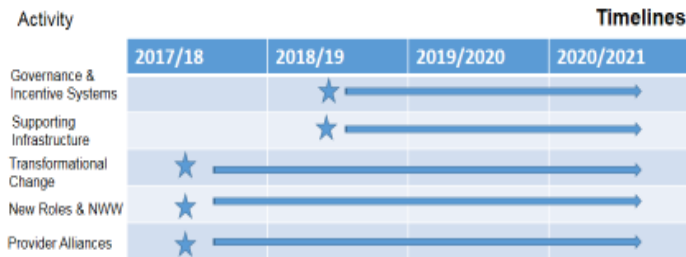 Activity
Timelines
2017/18 2018/19 2019/2020 2020/2021
Governance &
Incentive Systems
Supporting
Infrastructure
Transformational
Change
New Roles & NWW
Provider Alliances